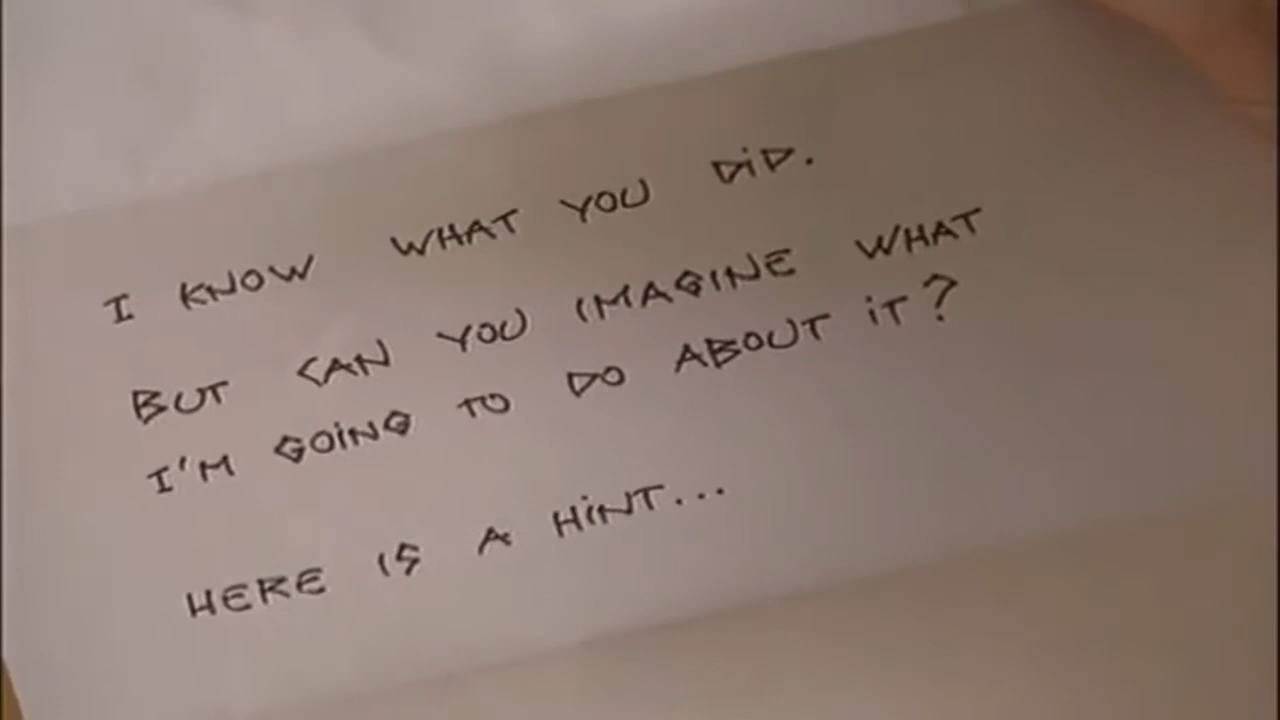 I KNOW WHAT YOU DiD.
BUT CAN YOU IMAGINE WHAT
I'M GOiNG TO DO ABOUT iT?
HERE IS A HiNT...